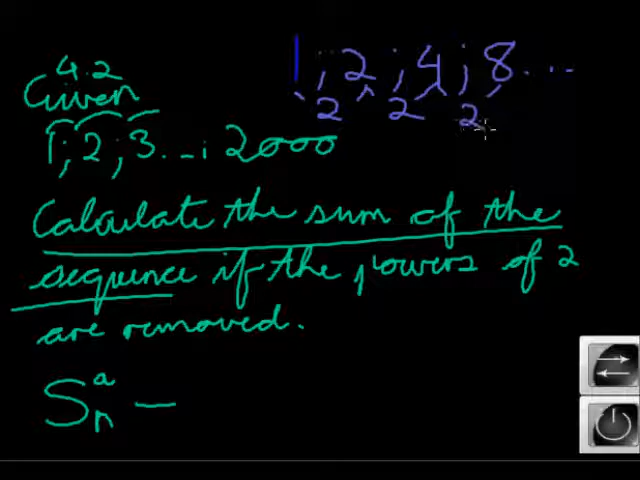 4.2
Given
1; 2; 3...; 2000
1; 2; 4; 8...
2 2 2
Calculate the sum of the
sequence if the powers of 2
are removed.
Sₙᵃ −